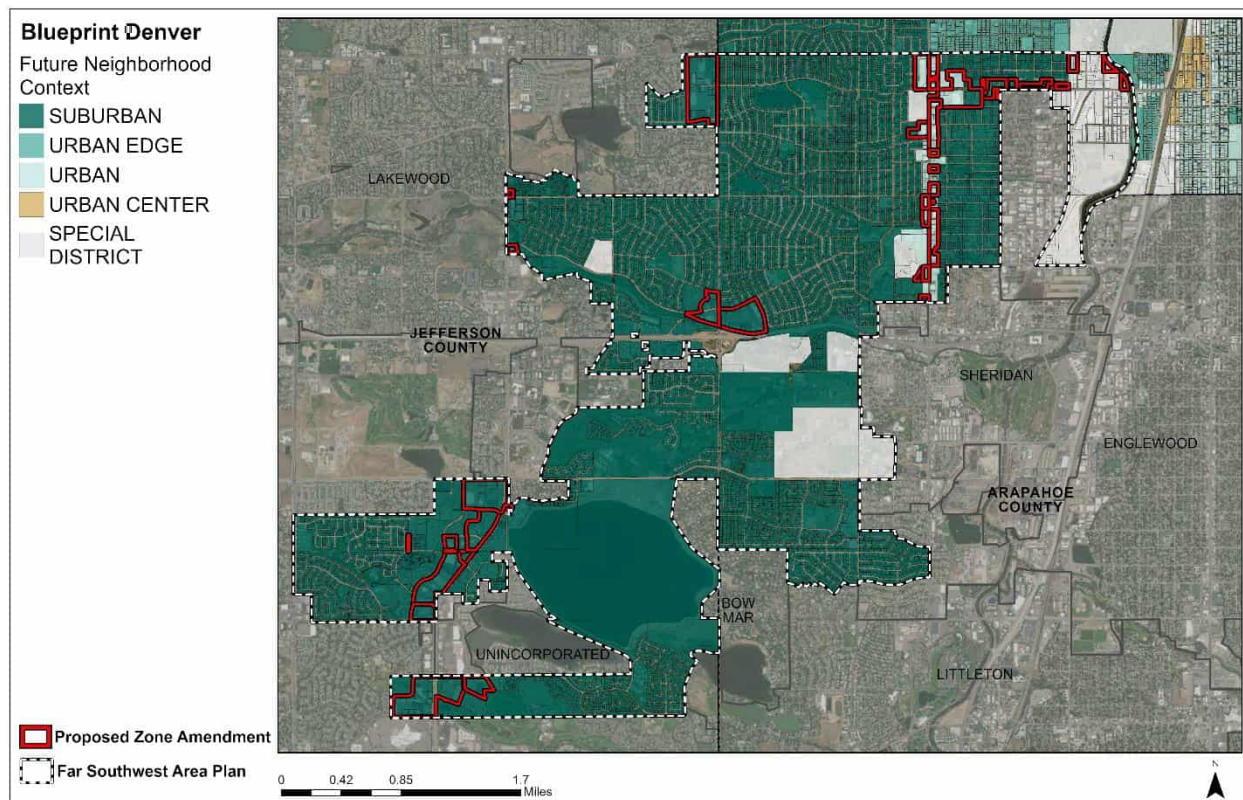 Blueprint Denver
Future Neighborhood
Context
SUBURBAN
URBAN EDGE
URBAN
URBAN CENTER
SPECIAL
DISTRICT
LAKEWOOD
JEFFERSON
COUNTY
SHERIDAN
ENGLEWOOD
ARAPAHOE
COUNTY
BOW
MAR
UNINCORPORATED
LITTLETON
Proposed Zone Amendment
Far Southwest Area Plan
0 0.42 0.85 1.7
Miles
N